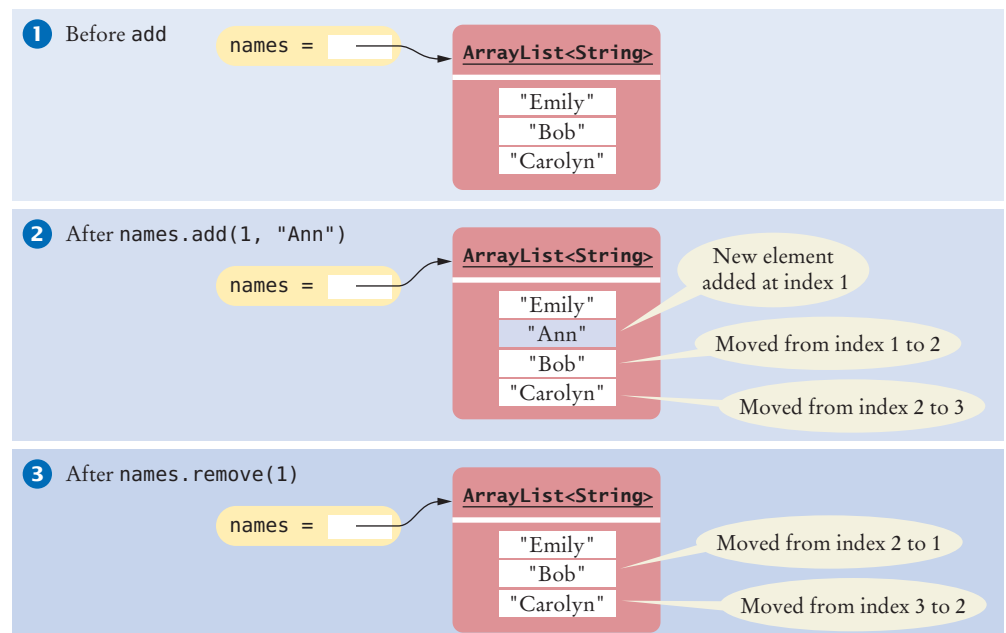 1 Before add
names =
ArrayList<String>
"Emily"
"Bob"
"Carolyn"
2 After names.add(1, "Ann")
names =
ArrayList<String>
"Emily"
"Ann"
"Bob"
"Carolyn"
New element
added at index 1
Moved from index 1 to 2
Moved from index 2 to 3
3 After names.remove(1)
names =
ArrayList<String>
"Emily"
"Bob"
"Carolyn"
Moved from index 2 to 1
Moved from index 3 to 2